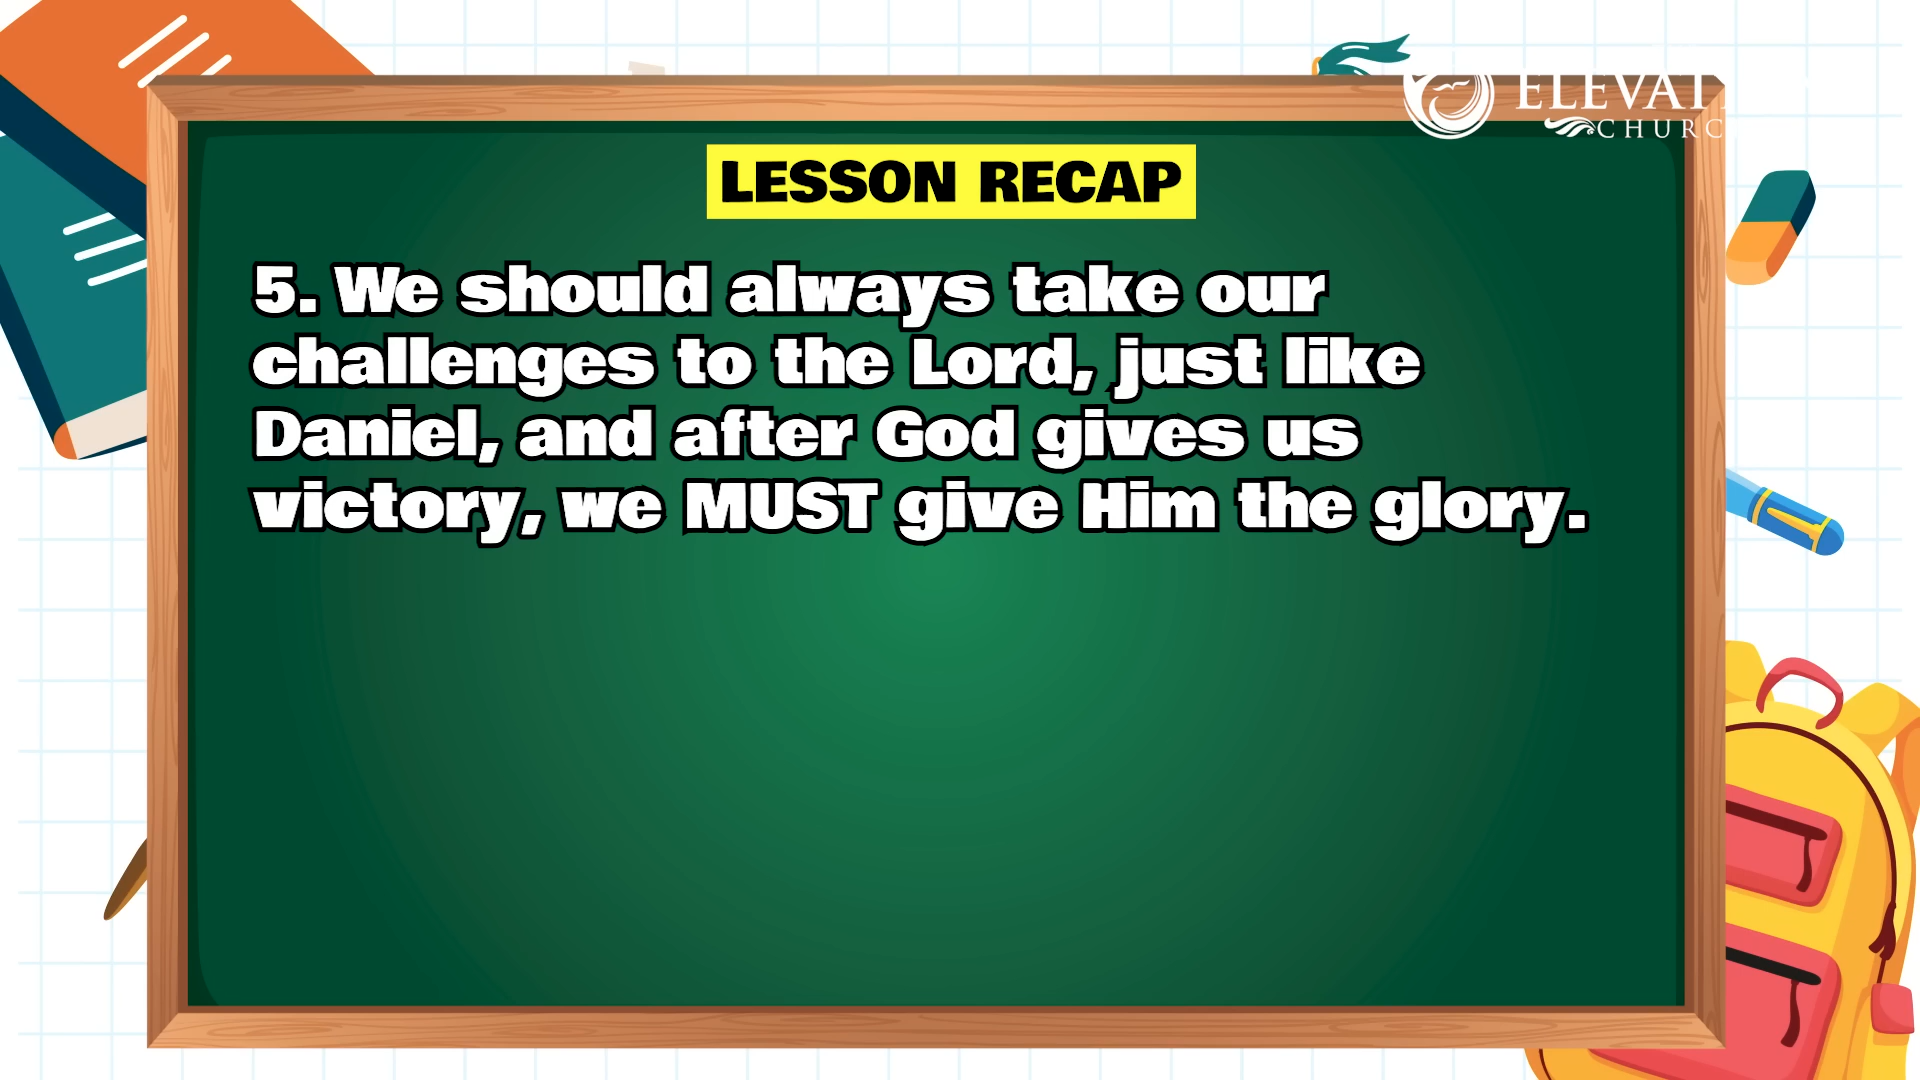 LESSON RECAP
5. We should always take our
challenges to the Lord, just like
Daniel, and after God gives us
victory, we MUST give Him the glory.